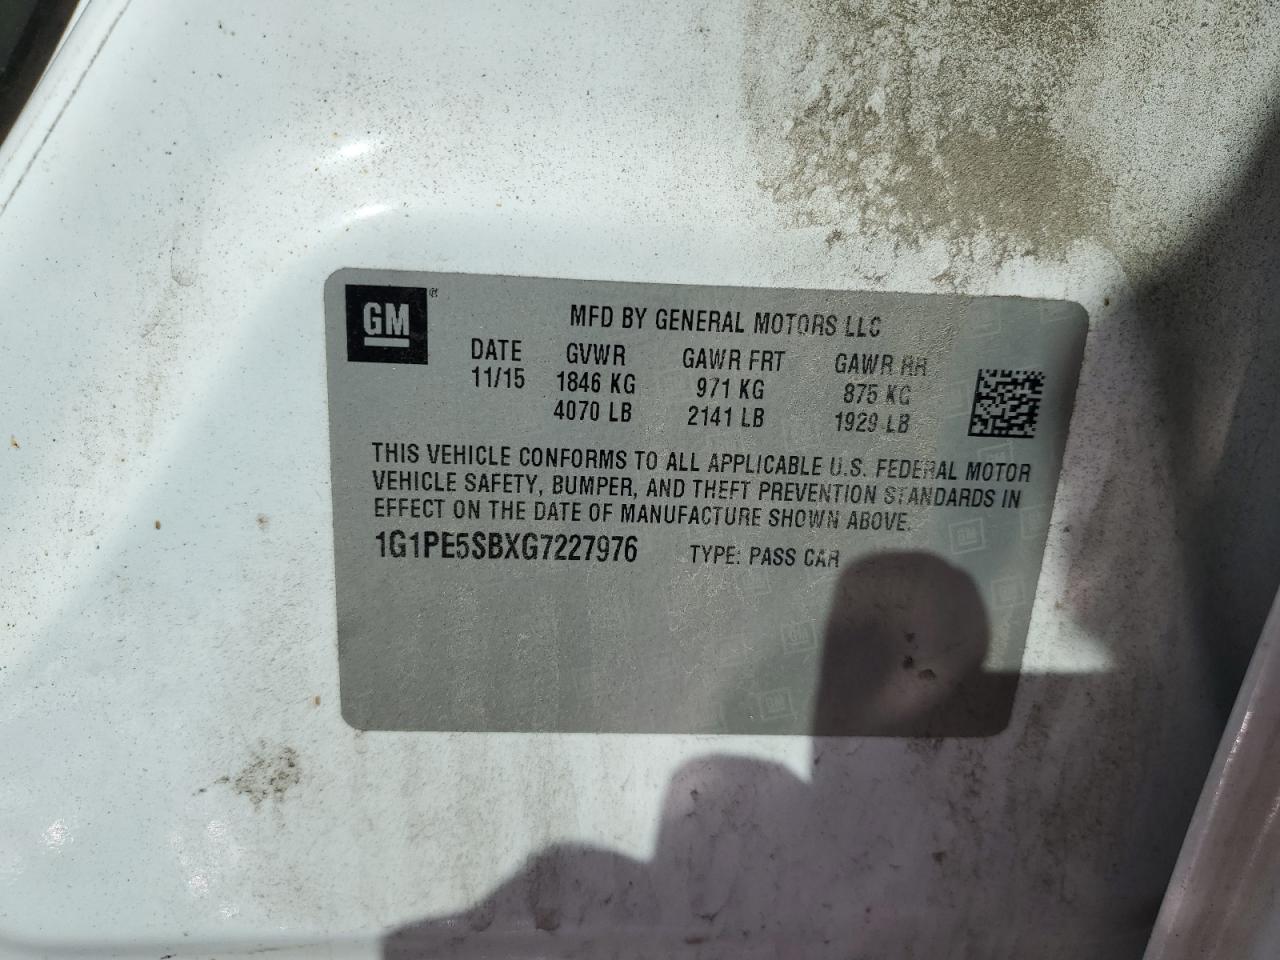 GM®
MFD BY GENERAL MOTORS LLC
DATE GVWR GAWR FRT GAWR RR
11/15 1846 KG 971 KG 875 KG
4070 LB 2141 LB 1929 LB
THIS VEHICLE CONFORMS TO ALL APPLICABLE U.S. FEDERAL MOTOR
VEHICLE SAFETY, BUMPER, AND THEFT PREVENTION STANDARDS IN
EFFECT ON THE DATE OF MANUFACTURE SHOWN ABOVE.
1G1PE5SBXG7227976 TYPE: PASS CAR